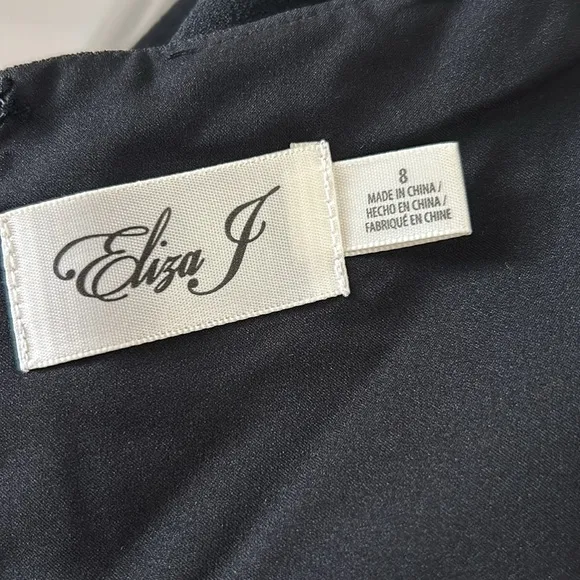 Eliza J
8
MADE IN CHINA /
HECHO EN CHINA /
FABRIQUÉ EN CHINE